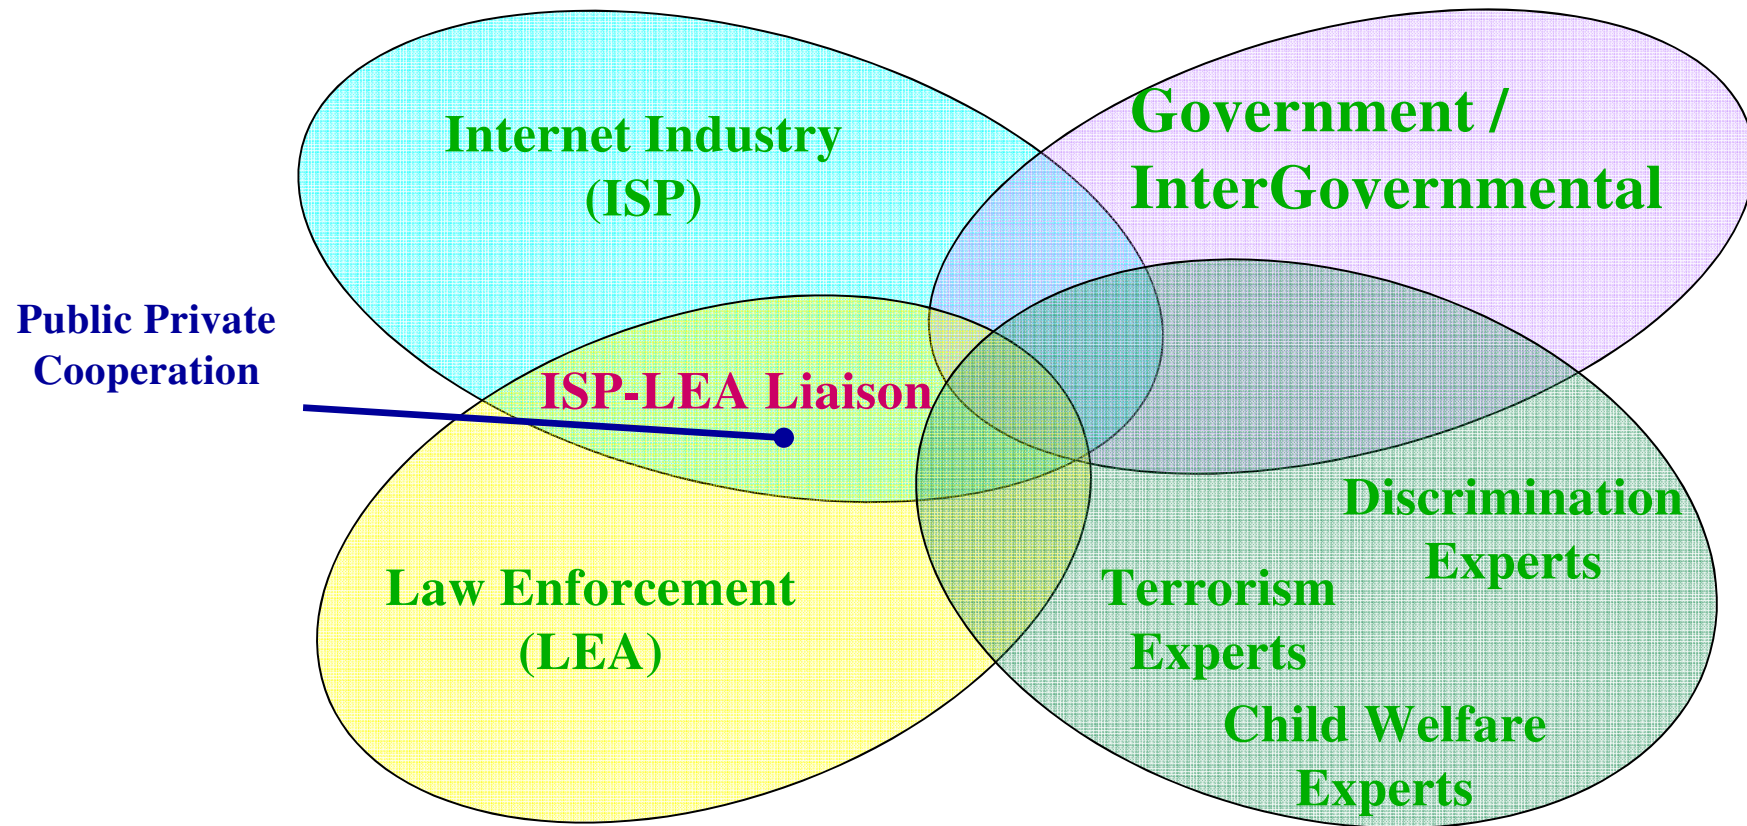 Internet Industry
(ISP)
Government /
InterGovernmental
Public Private
Cooperation
ISP-LEA Liaison
Law Enforcement
(LEA)
Discrimination
Experts
Terrorism
Experts
Child Welfare
Experts